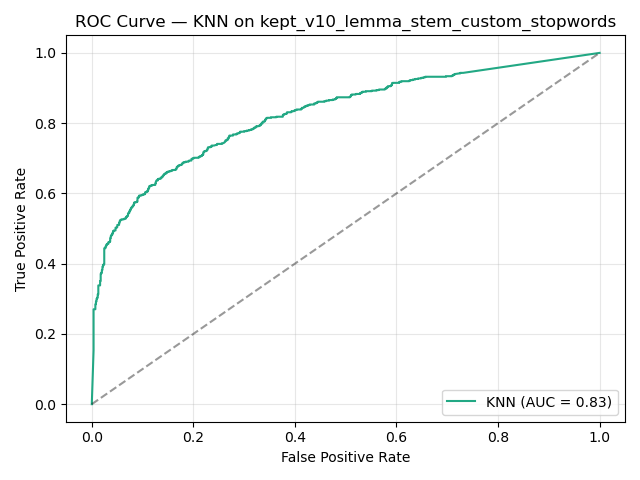 ROC Curve — KNN on kept_v10_lemma_stem_custom_stopwords
True Positive Rate
1.0
0.8
0.6
0.4
0.2
0.0
KNN (AUC = 0.83)
0.0 0.2 0.4 0.6 0.8 1.0
False Positive Rate